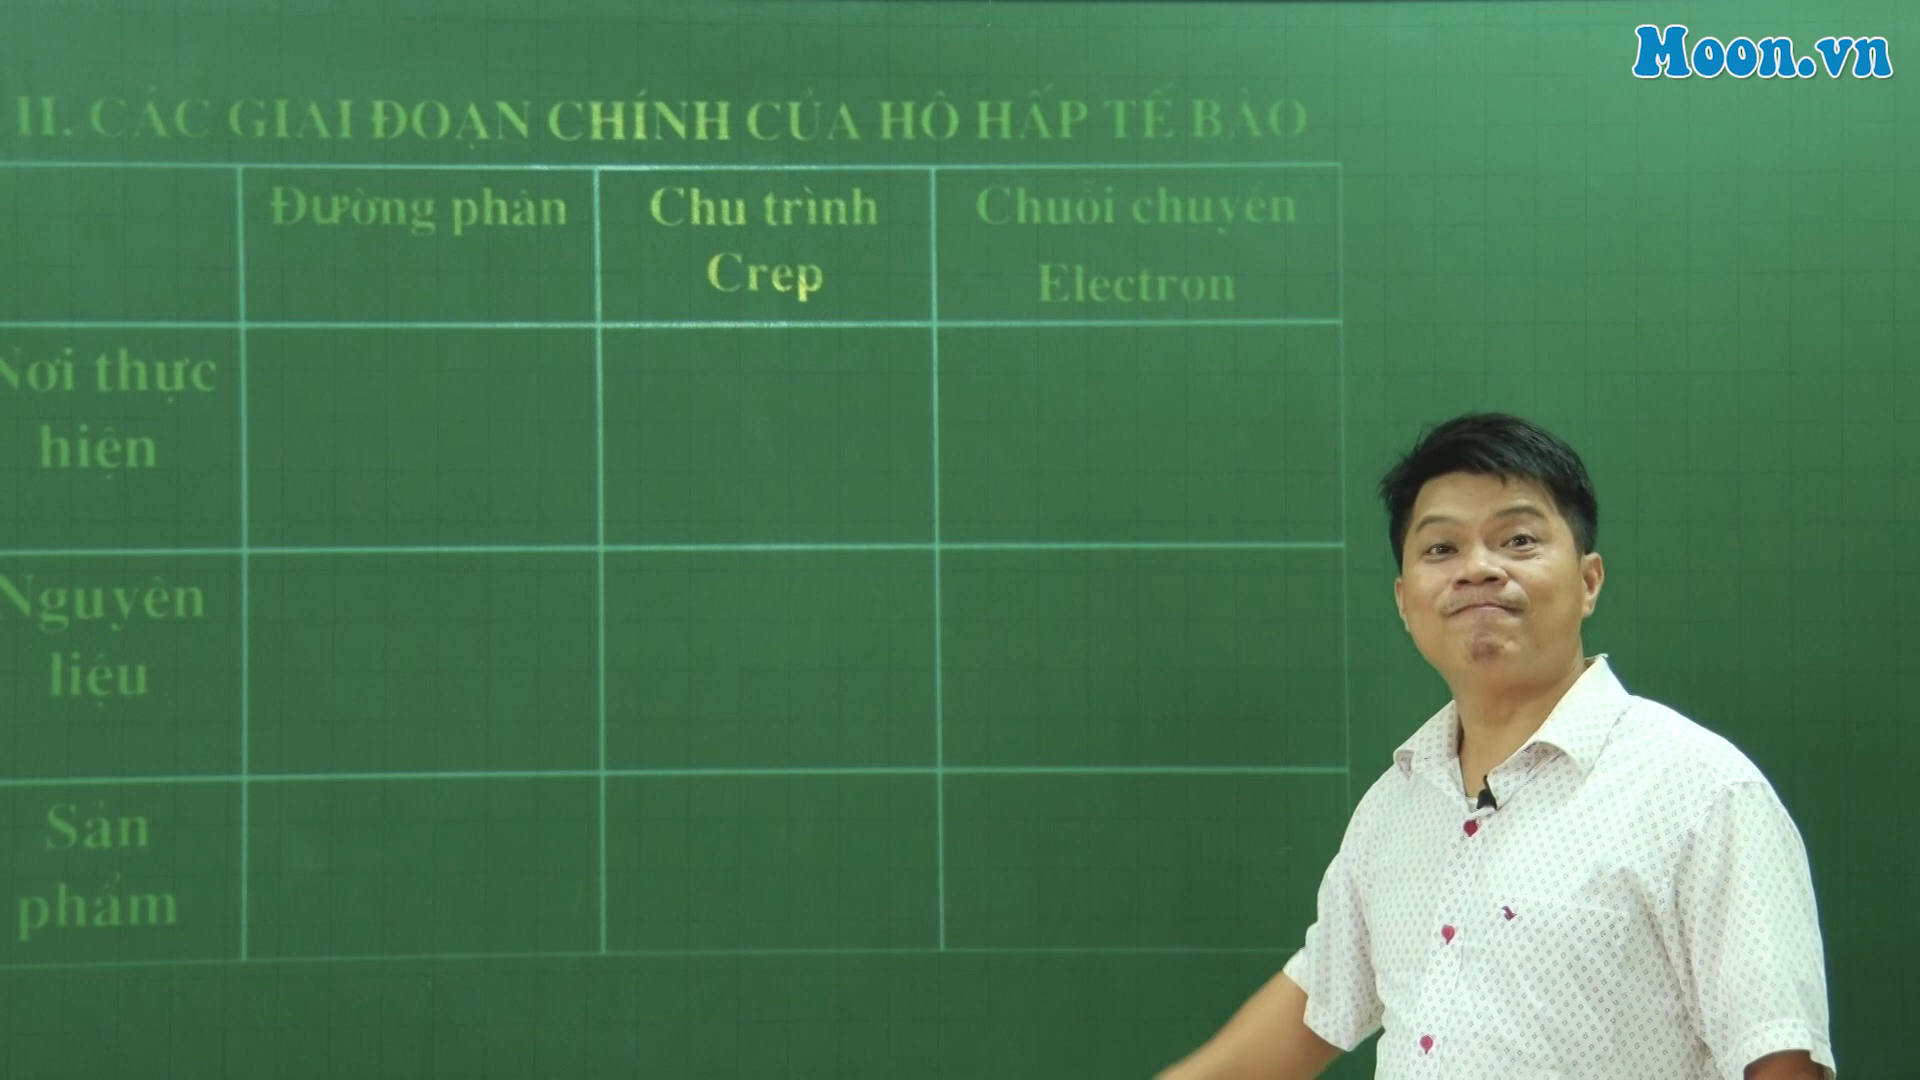 Moon.vn
II. CÁC GIAI ĐOẠN CHÍNH CỦA HÔ HẤP TẾ BÀO
Đường phân
Chu trình
Crep
Chuỗi chuyền
Electron
Nơi thực
hiện
Nguyên
liệu
Sản
phẩm